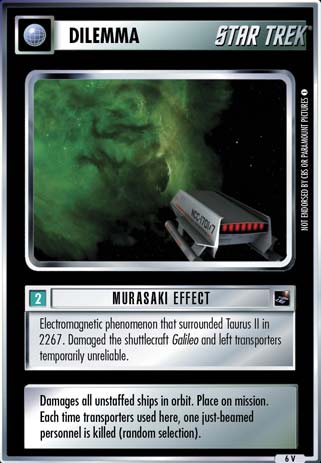 DILEMMA
STAR TREK®
NOT ENDORSED BY CBS OR PARAMOUNT PICTURES
NCC-1701/7
2
MURASAKI EFFECT
Electromagnetic phenomenon that surrounded Taurus II in
2267. Damaged the shuttlecraft Galileo and left transporters
temporarily unreliable.
Damages all unstaffed ships in orbit. Place on mission.
Each time transporters used here, one just-beamed
personnel is killed (random selection).
6 V